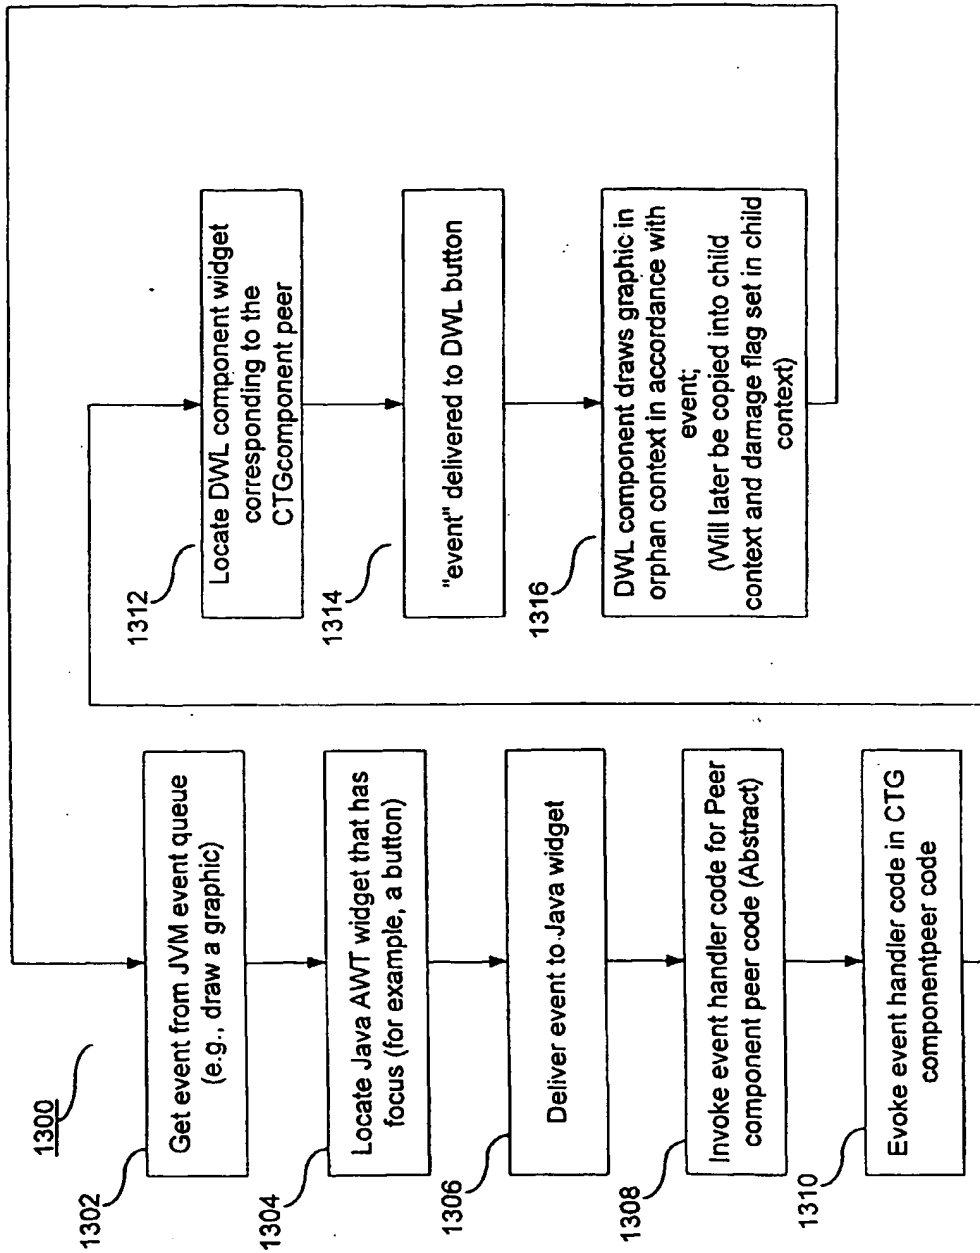 1300
1302
Get event from JVM event queue
(e.g., draw a graphic)
1304
Locate Java AWT widget that has
focus (for example, a button)
1306
Deliver event to Java widget
1308
Invoke event handler code for Peer
component peer code (Abstract)
1310
Evoke event handler code in CTG
componentpeer code
1312
Locate DWL component widget
corresponding to the
CTGcomponent peer
1314
"event" delivered to DWL button
1316
DWL component draws graphic in
orphan context in accordance with
event;
(Will later be copied into child
context and damage flag set in child
context)